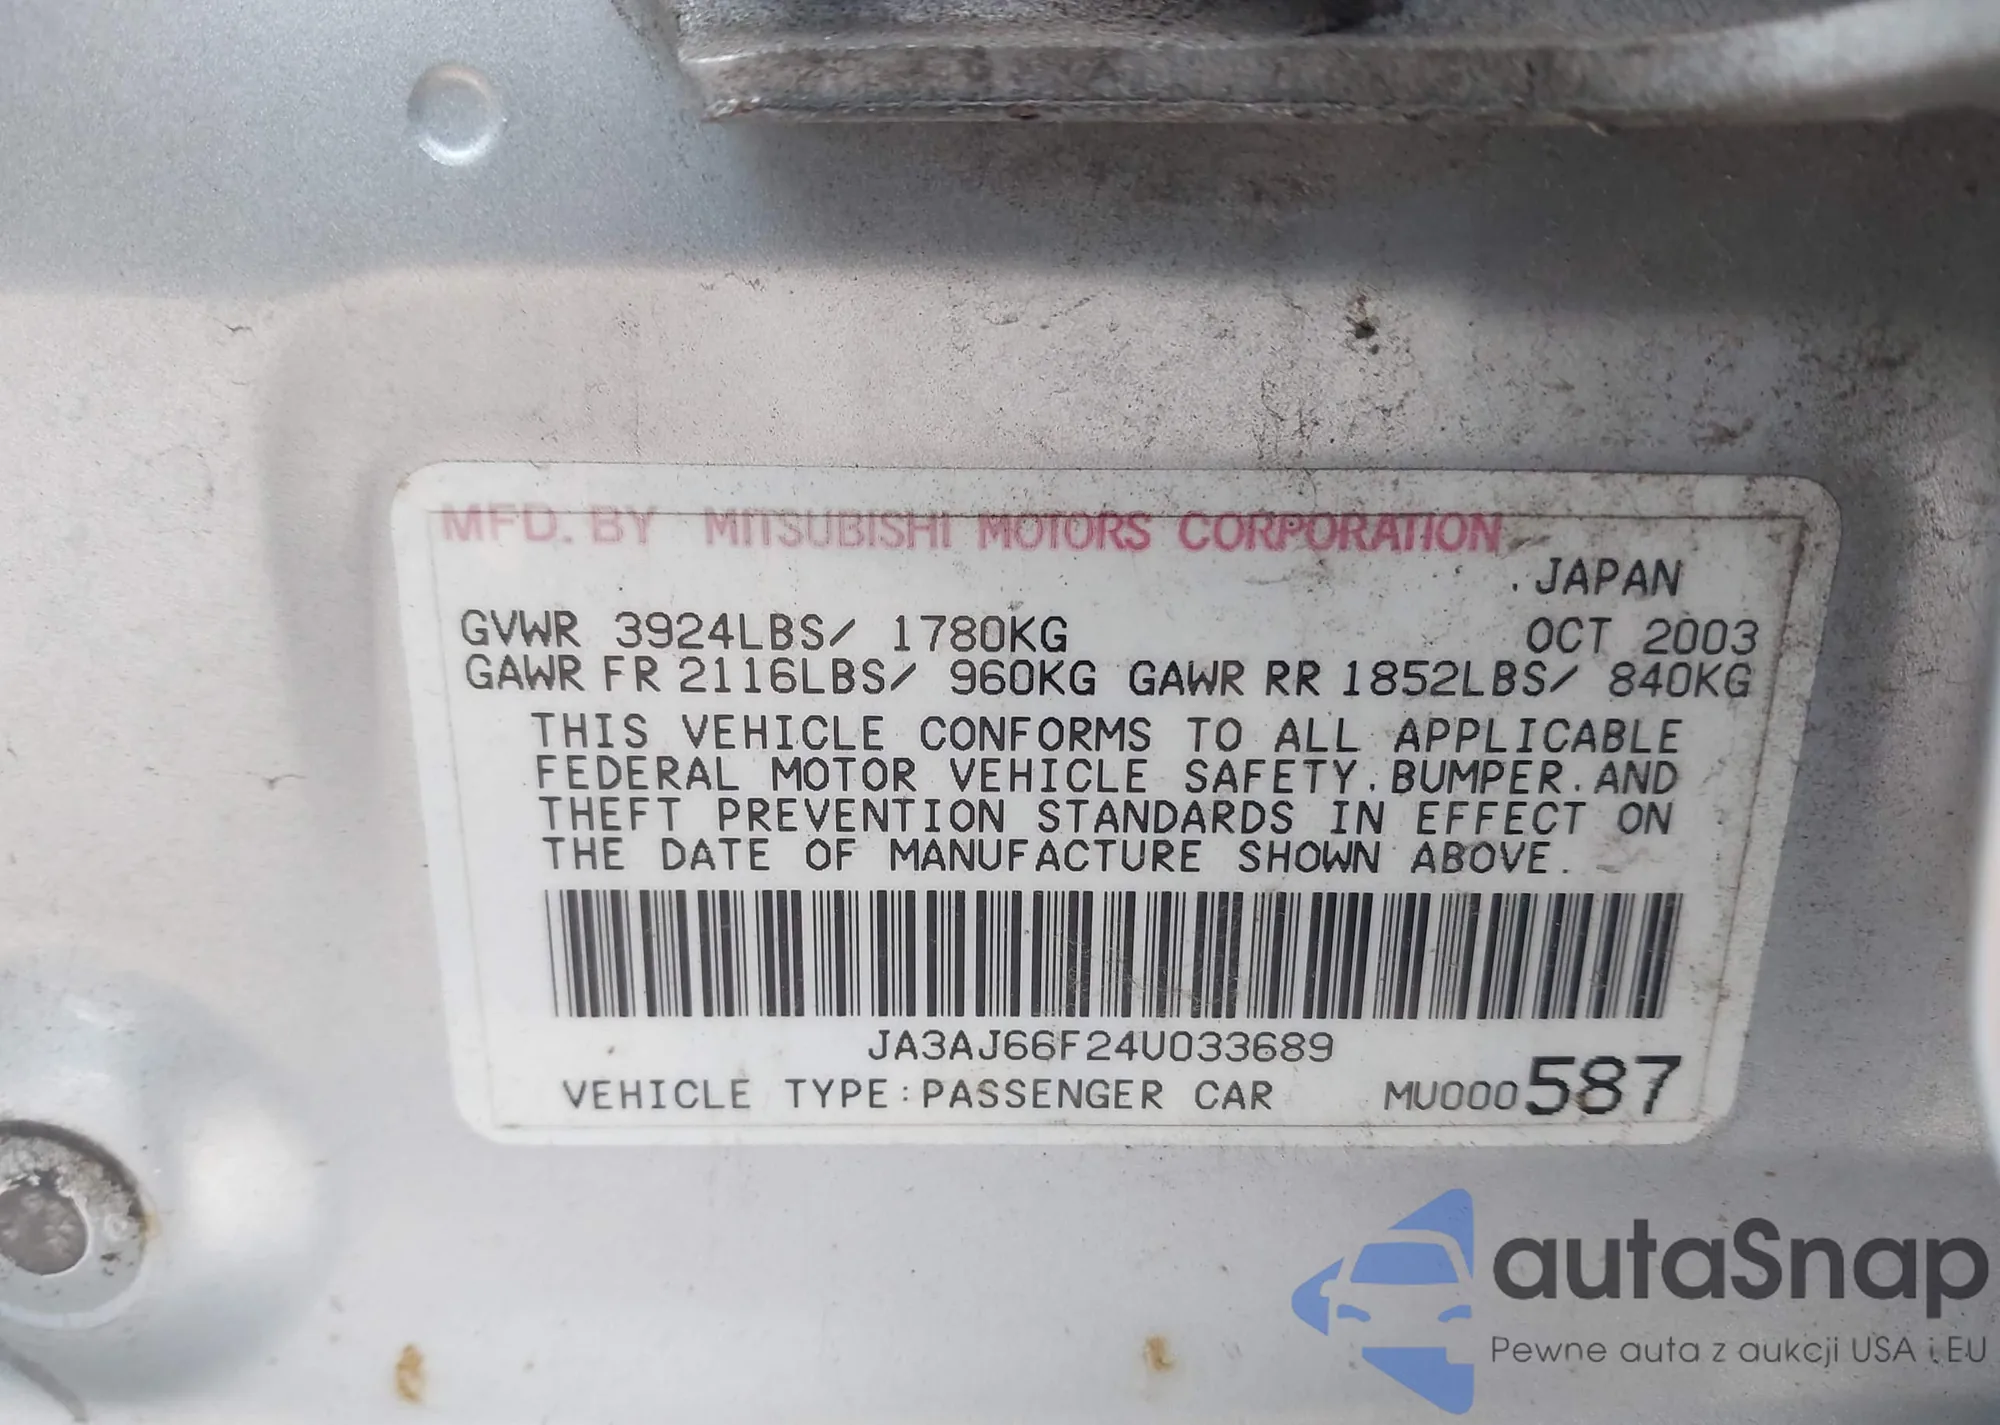 MFD. BY MITSUBISHI MOTORS CORPORATION
.JAPAN
GVWR 3924LBS/ 1780KG OCT 2003
GAWR FR 2116LBS/ 960KG GAWR RR 1852LBS/ 840KG
THIS VEHICLE CONFORMS TO ALL APPLICABLE
FEDERAL MOTOR VEHICLE SAFETY.BUMPER.AND
THEFT PREVENTION STANDARDS IN EFFECT ON
THE DATE OF MANUFACTURE SHOWN ABOVE.
JA3AJ66F24U033689
VEHICLE TYPE:PASSENGER CAR MU000587
autaSnap
Pewne auta z aukcji USA i EU